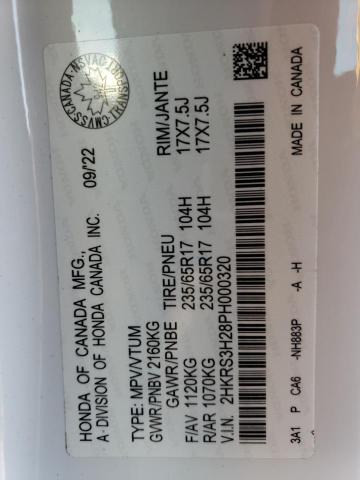 HONDA OF CANADA MFG.,
A DIVISION OF HONDA CANADA INC.
09/'22
TYPE: MPV/VTUM
GVWR/PNBV 2160KG
GAWR/PNBE TIRE/PNEU RIM/JANTE
F/AV 1120KG 235/65R17 104H 17X7.5J
R/AR 1070KG 235/65R17 104H 17X7.5J
V.I.N. 2HKRS3H28PH000320
3A1 P CA6 -NH883P -A -H MADE IN CANADA